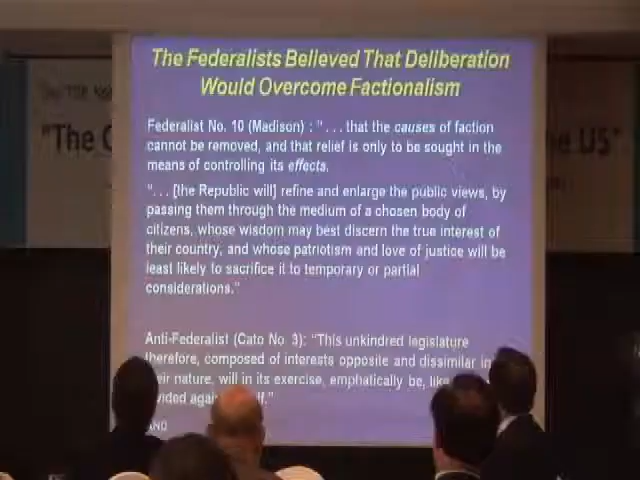 The Federalists Believed That Deliberation
Would Overcome Factionalism
Federalist No. 10 (Madison) : “. . . that the causes of faction
cannot be removed, and that relief is only to be sought in the
means of controlling its effects.
“. . . [the Republic will] refine and enlarge the public views, by
passing them through the medium of a chosen body of
citizens, whose wisdom may best discern the true interest of
their country, and whose patriotism and love of justice will be
least likely to sacrifice it to temporary or partial
considerations.”
"The
US"
Anti-Federalist (Cato No. 3): “This unkindred legislature
therefore, composed of interests opposite and dissimilar in
their nature, will in its exercise, emphatically be,